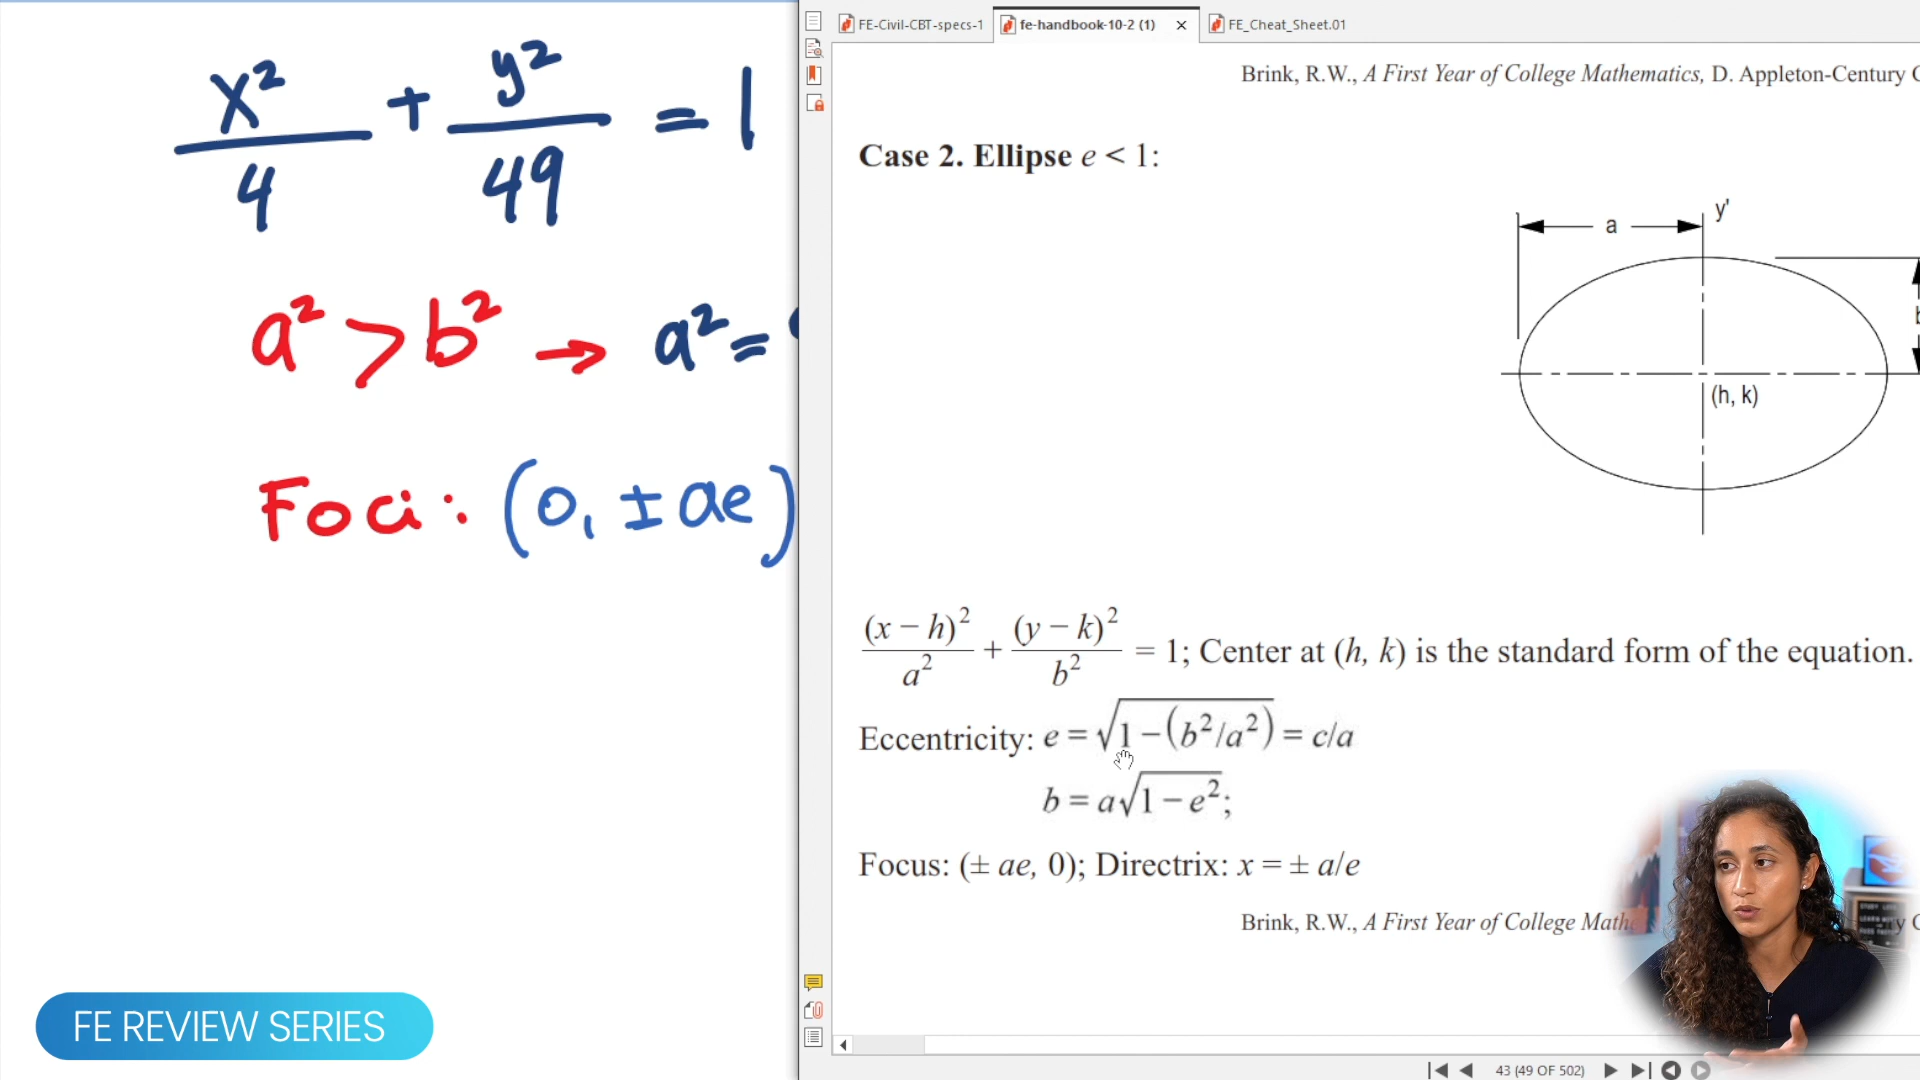 x²/4 + y²/49 = 1
a² > b² → a² =
Foci: (0, ± ae)
FE REVIEW SERIES
FE-Civil-CBT-specs-1
fe-handbook-10-2 (1)
FE_Cheat_Sheet.01
Brink, R.W., A First Year of College Mathematics, D. Appleton-Century
Case 2. Ellipse e < 1:
a
y'
b
(h, k)
(x − h)²/a² + (y − k)²/b² = 1; Center at (h, k) is the standard form of the equation.
Eccentricity: e = √1 − (b²/a²) = c/a
b = a√1 − e²;
Focus: (± ae, 0); Directrix: x = ± a/e
Brink, R.W., A First Year of College
43 (49 OF 502)